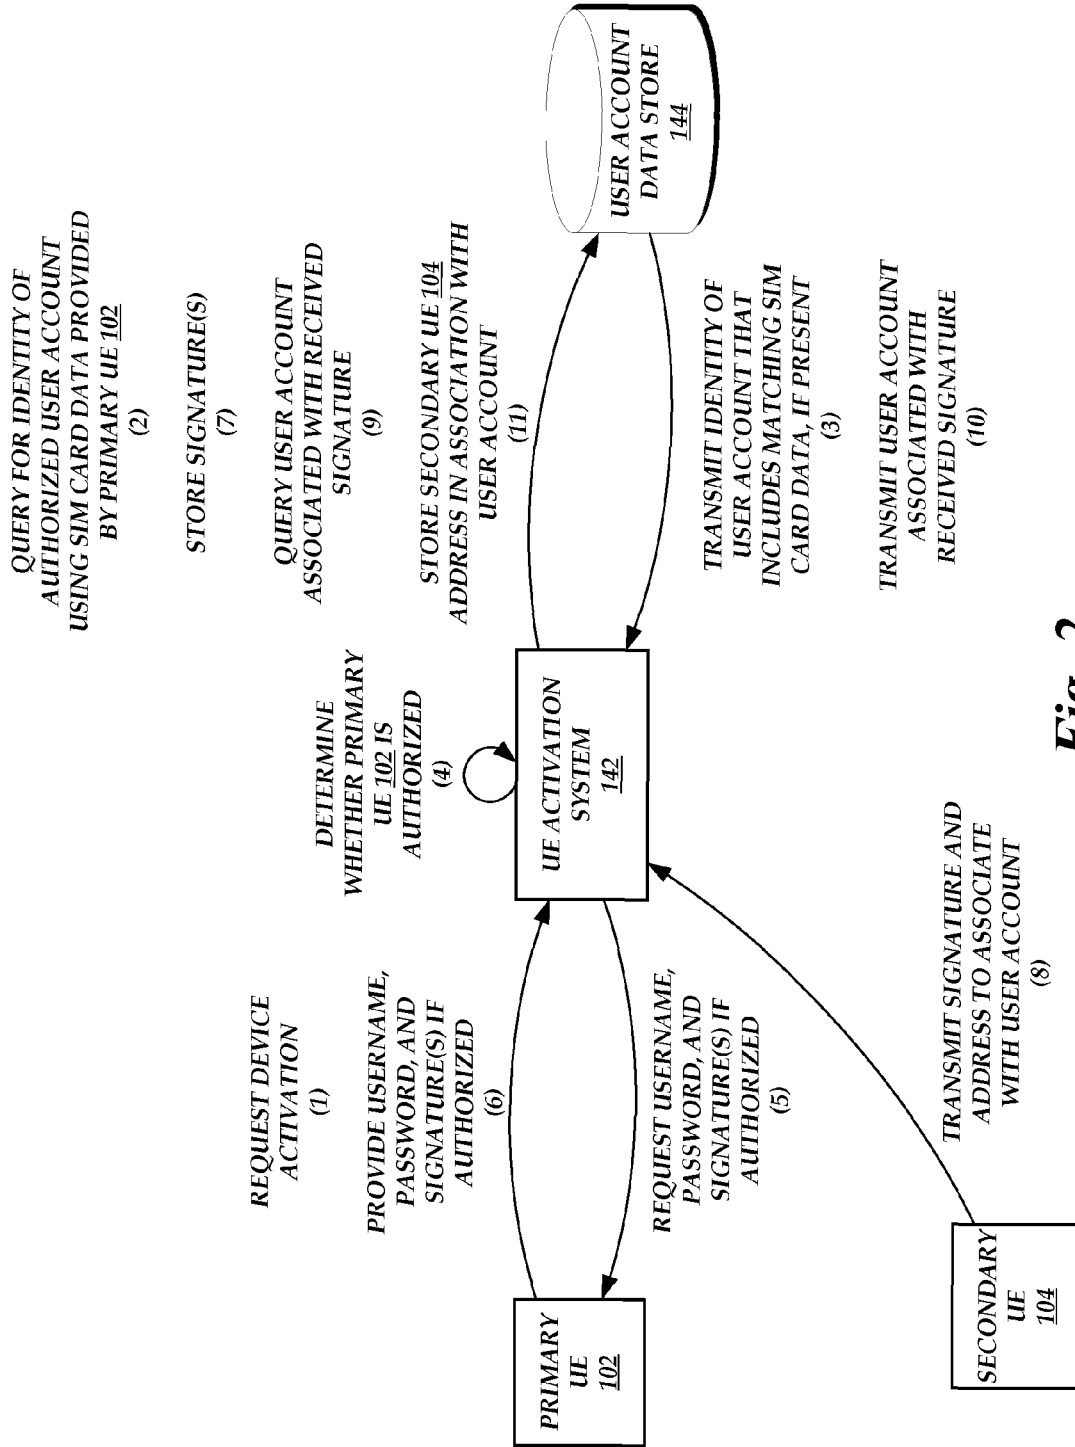 QUERY FOR IDENTITY OF
AUTHORIZED USER ACCOUNT
USING SIM CARD DATA PROVIDED
BY PRIMARY UE 102
(2)
STORE SIGNATURE(S)
(7)
QUERY USER ACCOUNT
ASSOCIATED WITH RECEIVED
SIGNATURE
(9)
STORE SECONDARY UE 104
ADDRESS IN ASSOCIATION WITH
USER ACCOUNT
(11)
DETERMINE
WHETHER PRIMARY
UE 102 IS
AUTHORIZED
(4)
REQUEST DEVICE
ACTIVATION
(1)
PROVIDE USERNAME,
PASSWORD, AND
SIGNATURE(S) IF
AUTHORIZED
(6)
PRIMARY
UE
102
UE ACTIVATION
SYSTEM
142
USER ACCOUNT
DATA STORE
144
REQUEST USERNAME,
PASSWORD, AND
SIGNATURE(S) IF
AUTHORIZED
(5)
TRANSMIT IDENTITY OF
USER ACCOUNT THAT
INCLUDES MATCHING SIM
CARD DATA, IF PRESENT
(3)
TRANSMIT USER ACCOUNT
ASSOCIATED WITH
RECEIVED SIGNATURE
(10)
TRANSMIT SIGNATURE AND
ADDRESS TO ASSOCIATE
WITH USER ACCOUNT
(8)
SECONDARY
UE
104
Fig. 2